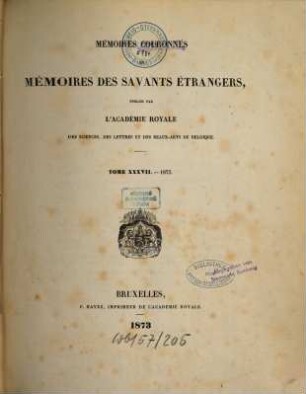 MÉMOIRES COURONNÉS
ET
MÉMOIRES DES SAVANTS ÉTRANGERS,
PUBLIÉS PAR
L'ACADÉMIE ROYALE
DES SCIENCES, DES LETTRES ET DES BEAUX-ARTS DE BELGIQUE.
TOME XXXVII. — 1873.
BRUXELLES,
F. HAYEZ, IMPRIMEUR DE L'ACADÉMIE ROYALE.
1873